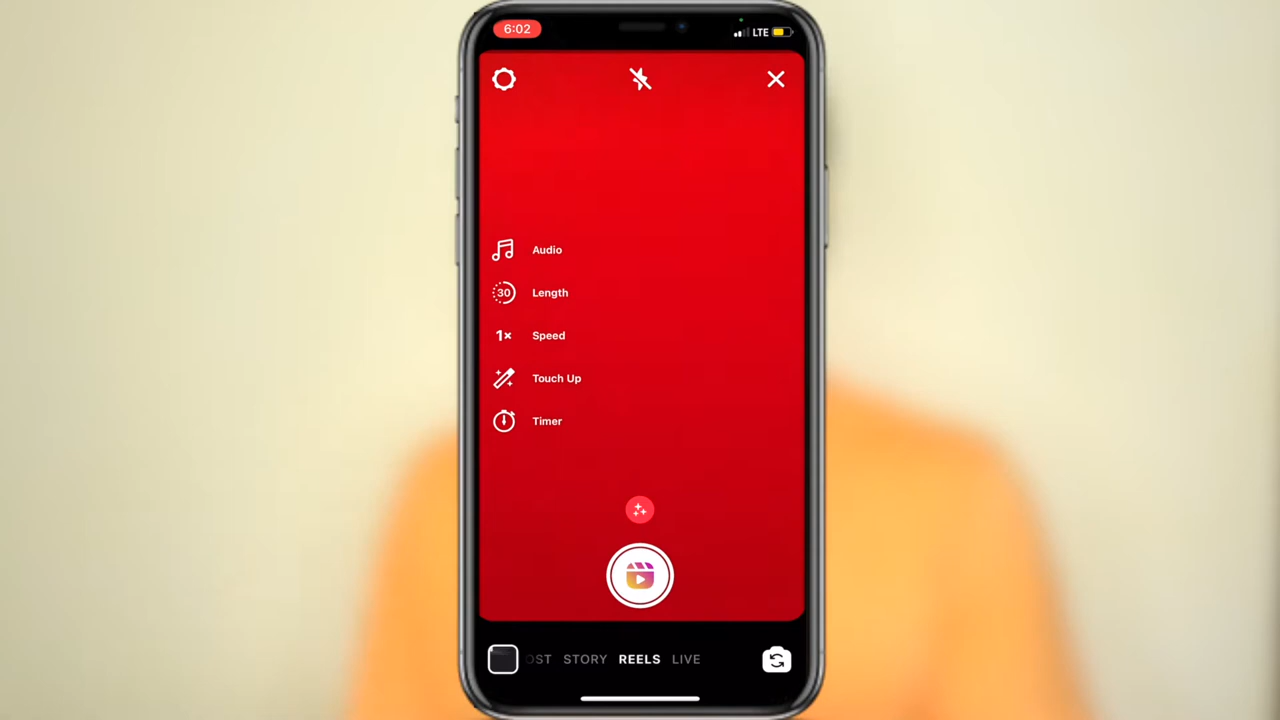 6:02 LTE
Audio
30 Length
1× Speed
Touch Up
Timer
OST STORY REELS LIVE